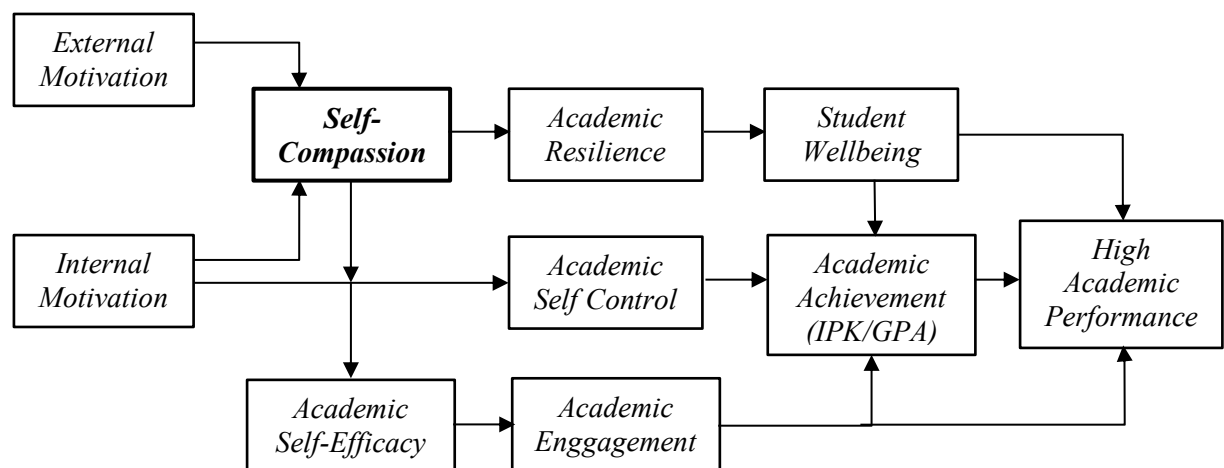 External
Motivation
Self-
Compassion
Academic
Resilience
Student
Wellbeing
Internal
Motivation
Academic
Self Control
Academic
Achievement
(IPK/GPA)
High
Academic
Performance
Academic
Self-Efficacy
Academic
Enggagement